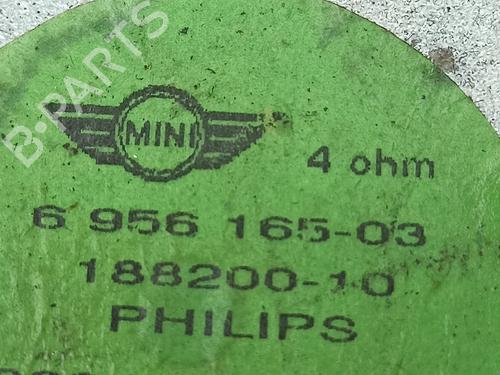 B-PARTS
MINI
4 ohm
6 956 165-03
188200-10
PHILIPS